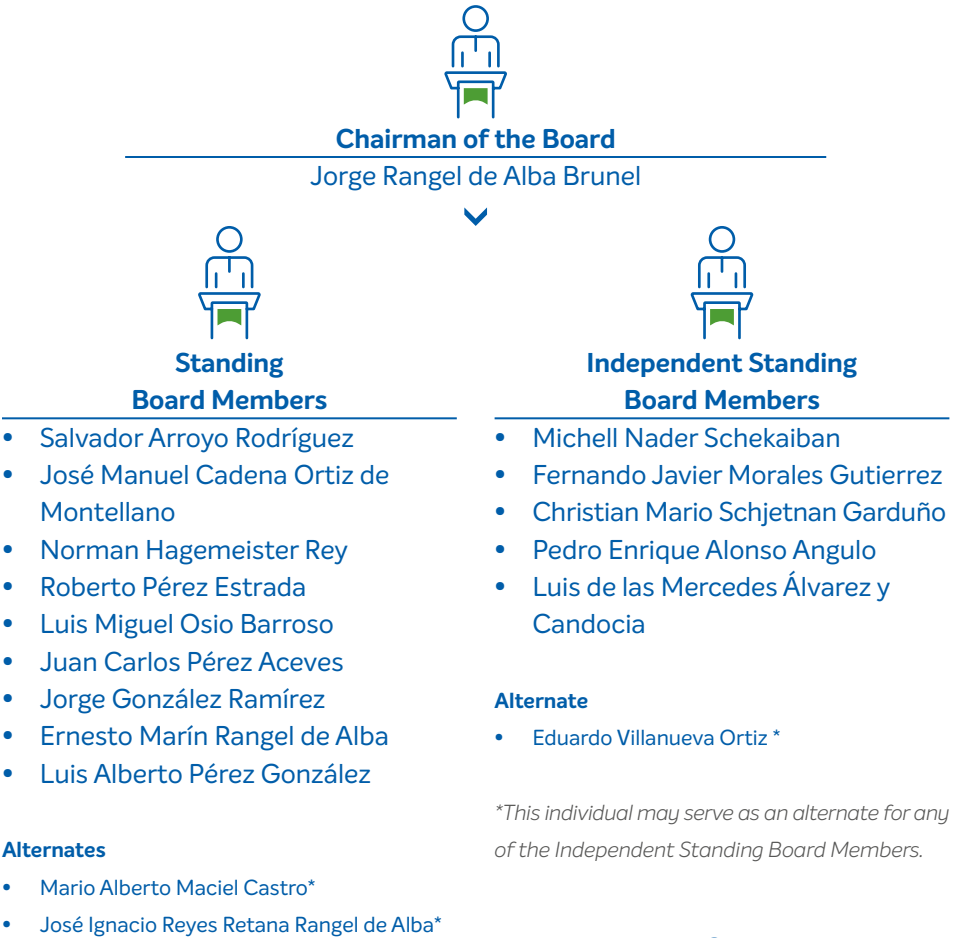 Chairman of the Board
Jorge Rangel de Alba Brunel
Standing
Board Members
• Salvador Arroyo Rodríguez
• José Manuel Cadena Ortiz de
Montellano
• Norman Hagemeister Rey
• Roberto Pérez Estrada
• Luis Miguel Osio Barroso
• Juan Carlos Pérez Aceves
• Jorge González Ramírez
• Ernesto Marín Rangel de Alba
• Luis Alberto Pérez González
Alternates
• Mario Alberto Maciel Castro*
• José Ignacio Reyes Retana Rangel de Alba*
Independent Standing
Board Members
• Michell Nader Schekaiban
• Fernando Javier Morales Gutierrez
• Christian Mario Schjetnan Garduño
• Pedro Enrique Alonso Angulo
• Luis de las Mercedes Álvarez y
Candocia
Alternate
• Eduardo Villanueva Ortiz *
*This individual may serve as an alternate for any
of the Independent Standing Board Members.